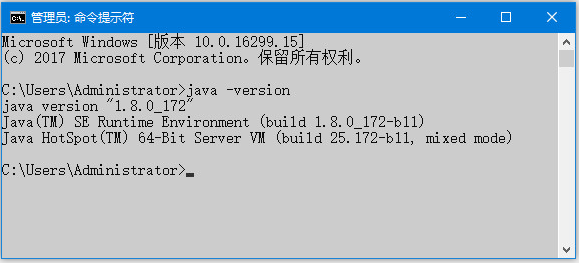 管理员: 命令提示符
Microsoft Windows [版本 10.0.16299.15]
(c) 2017 Microsoft Corporation。保留所有权利。
C:\Users\Administrator>java -version
java version "1.8.0_172"
Java(TM) SE Runtime Environment (build 1.8.0_172-b11)
Java HotSpot(TM) 64-Bit Server VM (build 25.172-b11, mixed mode)
C:\Users\Administrator>